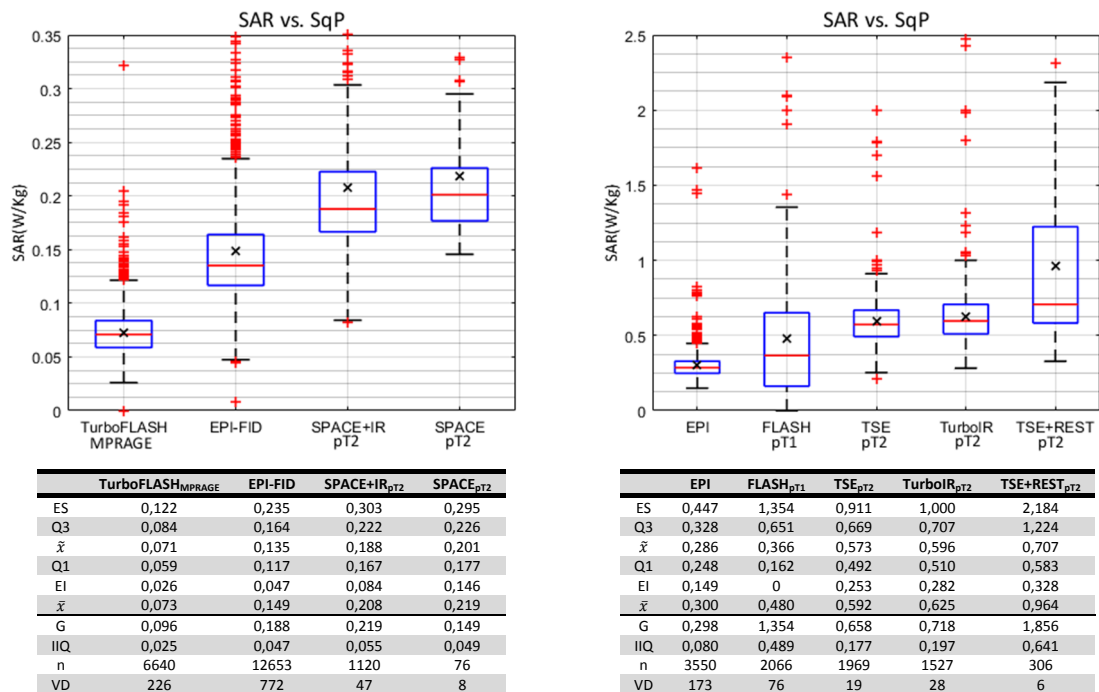 SAR vs. SqP
SAR(W/Kg)
0.35
0.3
0.25
0.2
0.15
0.1
0.05
0
TurboFLASH EPI-FID SPACE+IR SPACE
MPRAGE pT2 pT2
TurboFLASHMPRAGE EPI-FID SPACE+IRpT2 SPACEpT2
ES 0,122 0,235 0,303 0,295
Q3 0,084 0,164 0,222 0,226
x̃ 0,071 0,135 0,188 0,201
Q1 0,059 0,117 0,167 0,177
EI 0,026 0,047 0,084 0,146
x̄ 0,073 0,149 0,208 0,219
G 0,096 0,188 0,219 0,149
IIQ 0,025 0,047 0,055 0,049
n 6640 12653 1120 76
VD 226 772 47 8
SAR vs. SqP
SAR(W/Kg)
2.5
2
1.5
1
0.5
0
EPI FLASH TSE TurboIR TSE+REST
pT1 pT2 pT2 pT2
EPI FLASHpT1 TSEpT2 TurboIRpT2 TSE+RESTpT2
ES 0,447 1,354 0,911 1,000 2,184
Q3 0,328 0,651 0,669 0,707 1,224
x̃ 0,286 0,366 0,573 0,596 0,707
Q1 0,248 0,162 0,492 0,510 0,583
EI 0,149 0 0,253 0,282 0,328
x̄ 0,300 0,480 0,592 0,625 0,964
G 0,298 1,354 0,658 0,718 1,856
IIQ 0,080 0,489 0,177 0,197 0,641
n 3550 2066 1969 1527 306
VD 173 76 19 28 6